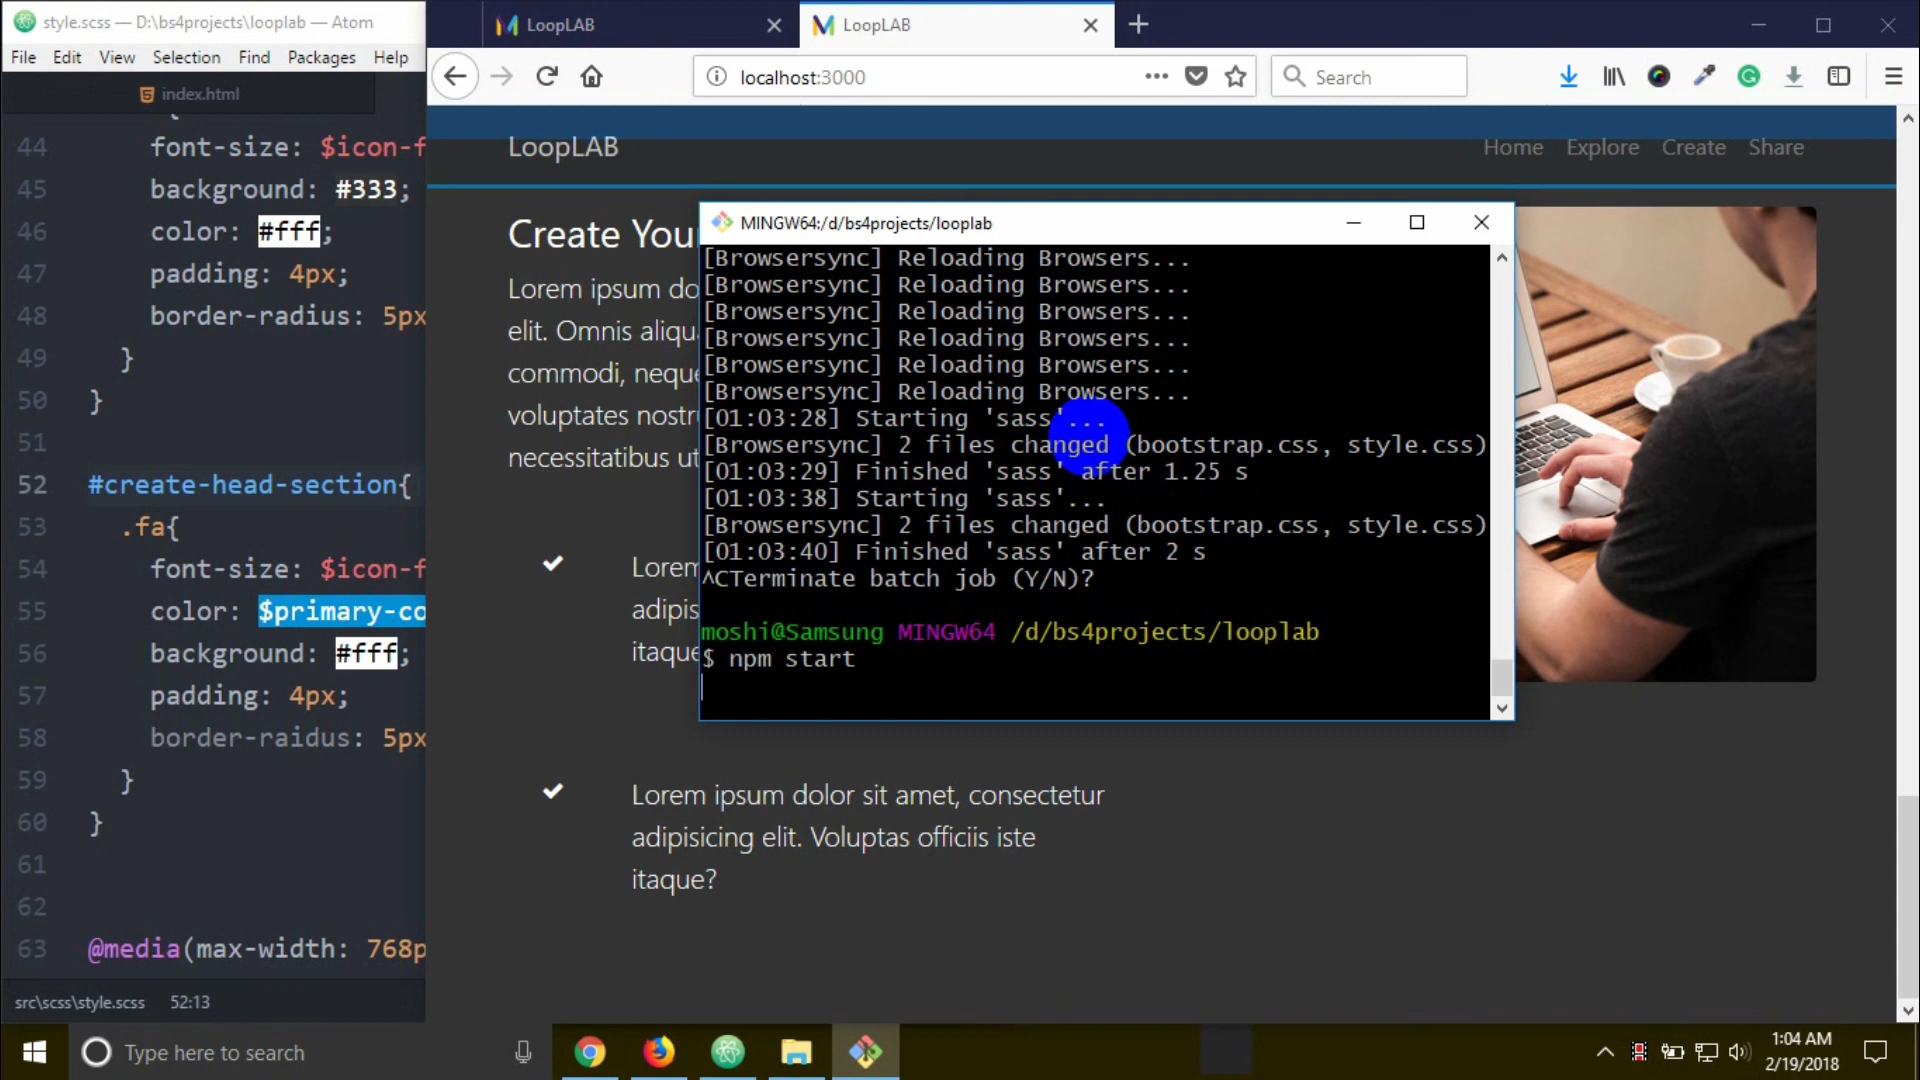 style.scss — D:\bs4projects\looplab — Atom
File Edit View Selection Find Packages Help
index.html
{
44 font-size: $icon-f
45 background: #333;
46 color: #fff;
47 padding: 4px;
48 border-radius: 5px
49 }
50 }
51
52 #create-head-section{
53 .fa{
54 font-size: $icon-f
55 color: $primary-co
56 background: #fff;
57 padding: 4px;
58 border-raidus: 5px
59 }
60 }
61
62
63 @media(max-width: 768p
src\scss\style.scss 52:13
LoopLAB
LoopLAB
localhost:3000
Search
LoopLAB
Home Explore Create Share
Create You
Lorem ipsum do
elit. Omnis aliqu
commodi, neque
voluptates nostr
necessitatibus ut
Lorem
adipis
itaque
Lorem ipsum dolor sit amet, consectetur
adipisicing elit. Voluptas officiis iste
itaque?
MINGW64:/d/bs4projects/looplab
[Browsersync] Reloading Browsers...
[Browsersync] Reloading Browsers...
[Browsersync] Reloading Browsers...
[Browsersync] Reloading Browsers...
[Browsersync] Reloading Browsers...
[Browsersync] Reloading Browsers...
[01:03:28] Starting 'sass'...
[Browsersync] 2 files changed (bootstrap.css, style.css)
[01:03:29] Finished 'sass' after 1.25 s
[01:03:38] Starting 'sass'...
[Browsersync] 2 files changed (bootstrap.css, style.css)
[01:03:40] Finished 'sass' after 2 s
^CTerminate batch job (Y/N)?
moshi@Samsung MINGW64 /d/bs4projects/looplab
$ npm start
Type here to search
1:04 AM
2/19/2018